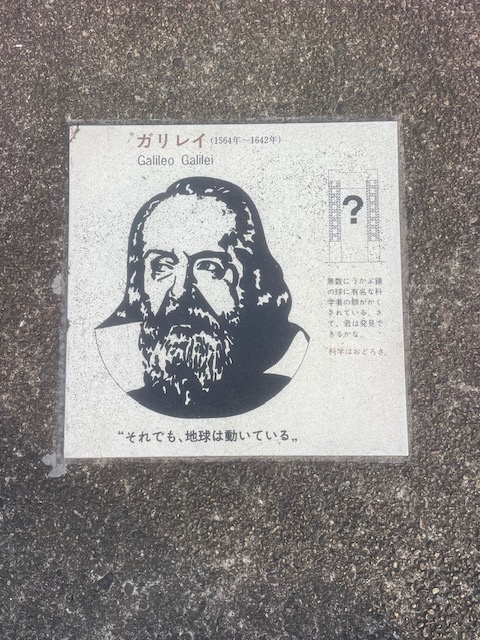 ガリレイ(1564年〜1642年)
Galileo Galilei
?
無数にうかぶ鏡
の球に有名な科
学者の顔がかく
されている。さ
て、君は発見で
きるかな。
科学はおどろき。
“それでも、地球は動いている„